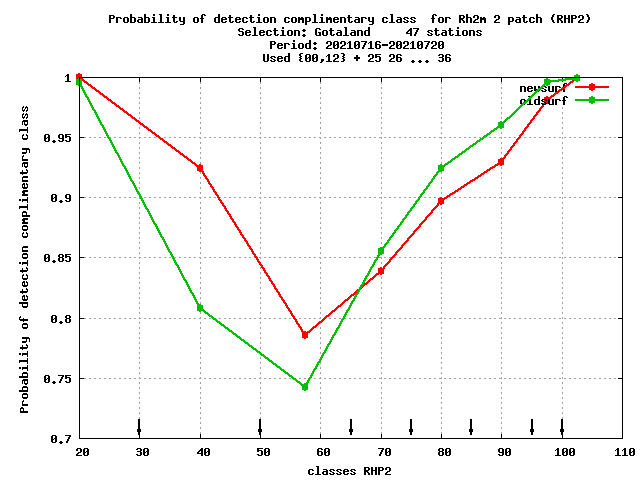 Probability of detection complimentary class  for Rh2m 2 patch (RHP2)
Selection: Gotaland     47 stations
Period: 20210716-20210720
Used {00,12} + 25 26 ... 36
newsurf
oldsurf
Probability of detection complimentary class
1
0.95
0.9
0.85
0.8
0.75
0.7
20 30 40 50 60 70 80 90 100 110
classes RHP2